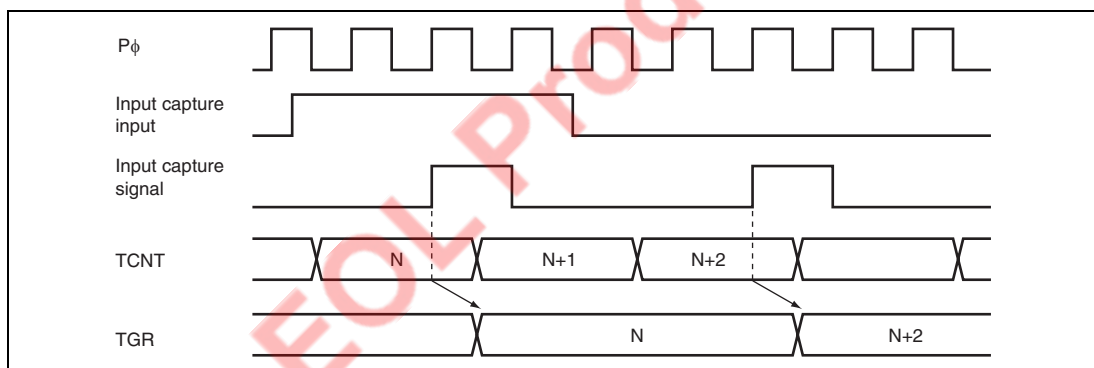 Pϕ
Input capture
input
Input capture
signal
TCNT
N
N+1
N+2
TGR
N
N+2
EOL Prod